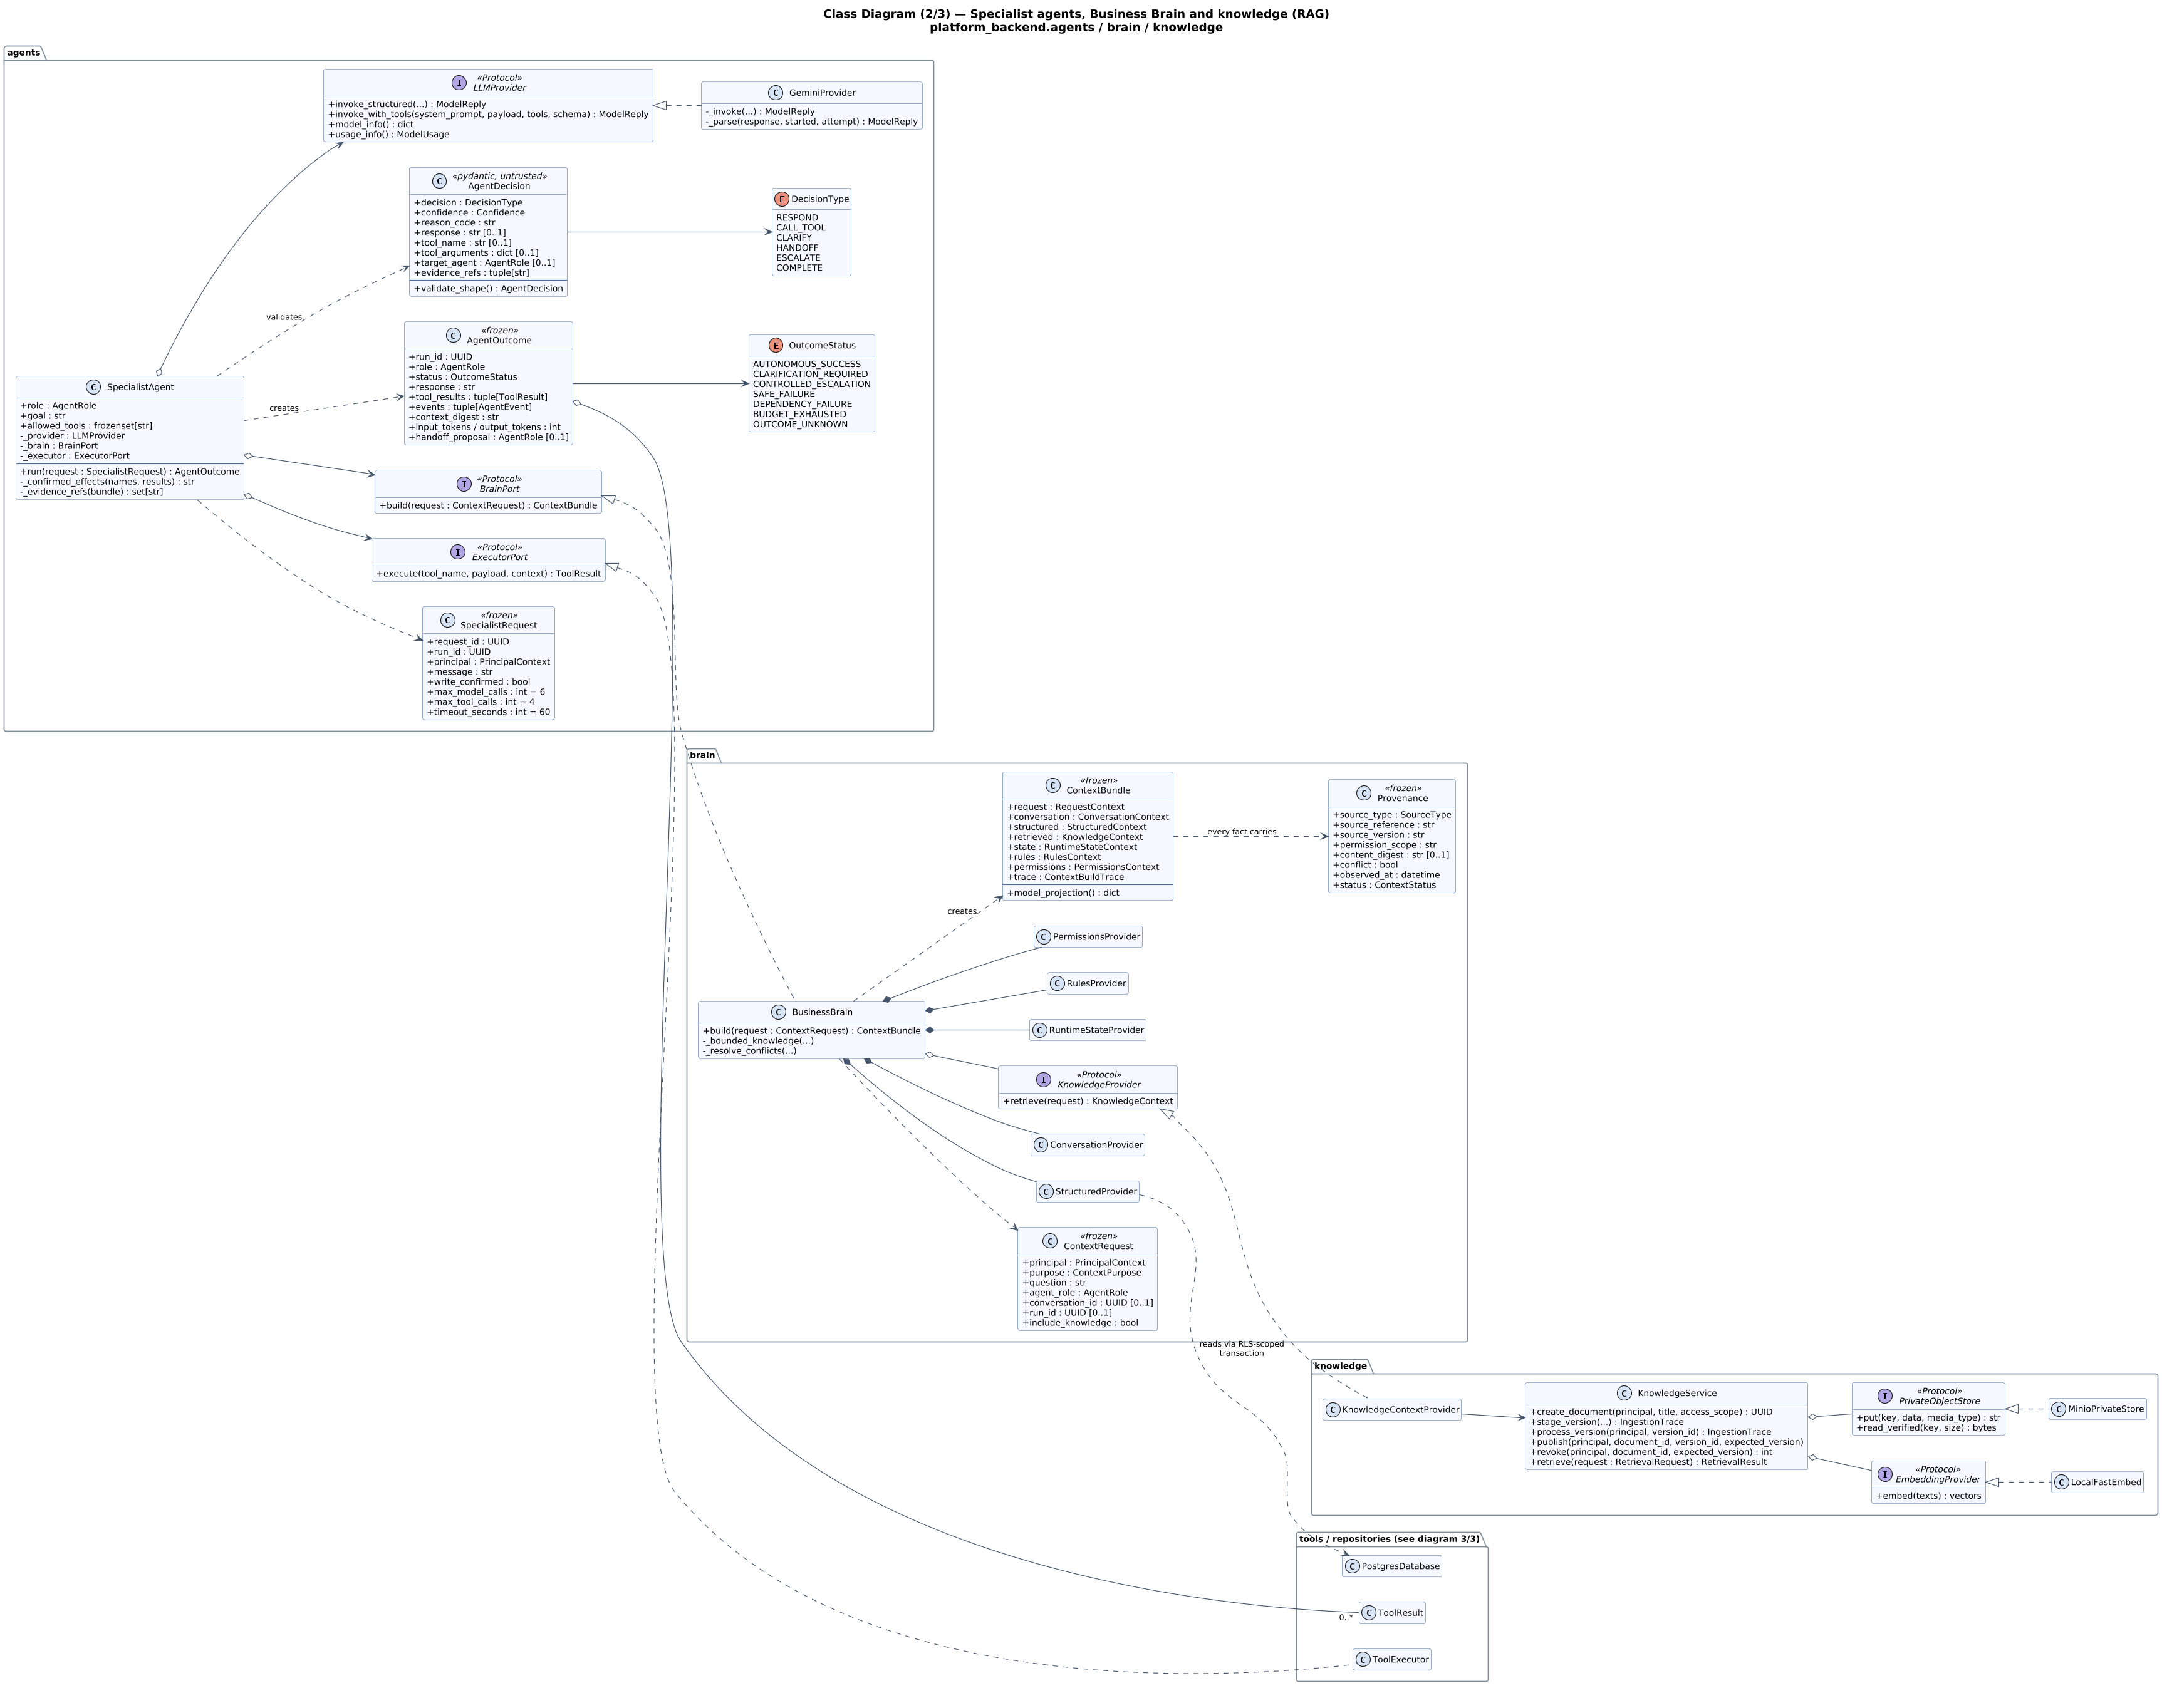 Class Diagram (2/3) — Specialist agents, Business Brain and knowledge (RAG)
platform_backend.agents / brain / knowledge
agents
I
«Protocol»
LLMProvider
+invoke_structured(...) : ModelReply
+invoke_with_tools(system_prompt, payload, tools, schema) : ModelReply
+model_info() : dict
+usage_info() : ModelUsage
C
GeminiProvider
-_invoke(...) : ModelReply
-_parse(response, started, attempt) : ModelReply
C
«pydantic, untrusted»
AgentDecision
+decision : DecisionType
+confidence : Confidence
+reason_code : str
+response : str [0..1]
+tool_name : str [0..1]
+tool_arguments : dict [0..1]
+target_agent : AgentRole [0..1]
+evidence_refs : tuple[str]
+validate_shape() : AgentDecision
E
DecisionType
RESPOND
CALL_TOOL
CLARIFY
HANDOFF
ESCALATE
COMPLETE
validates
C
«frozen»
AgentOutcome
+run_id : UUID
+role : AgentRole
+status : OutcomeStatus
+response : str
+tool_results : tuple[ToolResult]
+events : tuple[AgentEvent]
+context_digest : str
+input_tokens / output_tokens : int
+handoff_proposal : AgentRole [0..1]
E
OutcomeStatus
AUTONOMOUS_SUCCESS
CLARIFICATION_REQUIRED
CONTROLLED_ESCALATION
SAFE_FAILURE
DEPENDENCY_FAILURE
BUDGET_EXHAUSTED
OUTCOME_UNKNOWN
C
SpecialistAgent
+role : AgentRole
+goal : str
+allowed_tools : frozenset[str]
-_provider : LLMProvider
-_brain : BrainPort
-_executor : ExecutorPort
+run(request : SpecialistRequest) : AgentOutcome
-_confirmed_effects(names, results) : str
-_evidence_refs(bundle) : set[str]
creates
I
«Protocol»
BrainPort
+build(request : ContextRequest) : ContextBundle
I
«Protocol»
ExecutorPort
+execute(tool_name, payload, context) : ToolResult
C
«frozen»
SpecialistRequest
+request_id : UUID
+run_id : UUID
+principal : PrincipalContext
+message : str
+write_confirmed : bool
+max_model_calls : int = 6
+max_tool_calls : int = 4
+timeout_seconds : int = 60
brain
C
«frozen»
ContextBundle
+request : RequestContext
+conversation : ConversationContext
+structured : StructuredContext
+retrieved : KnowledgeContext
+state : RuntimeStateContext
+rules : RulesContext
+permissions : PermissionsContext
+trace : ContextBuildTrace
+model_projection() : dict
every fact carries
C
«frozen»
Provenance
+source_type : SourceType
+source_reference : str
+source_version : str
+permission_scope : str
+content_digest : str [0..1]
+conflict : bool
+observed_at : datetime
+status : ContextStatus
creates
C
PermissionsProvider
C
RulesProvider
C
BusinessBrain
+build(request : ContextRequest) : ContextBundle
-_bounded_knowledge(...)
-_resolve_conflicts(...)
C
RuntimeStateProvider
I
«Protocol»
KnowledgeProvider
+retrieve(request) : KnowledgeContext
C
ConversationProvider
C
StructuredProvider
C
«frozen»
ContextRequest
+principal : PrincipalContext
+purpose : ContextPurpose
+question : str
+agent_role : AgentRole
+conversation_id : UUID [0..1]
+run_id : UUID [0..1]
+include_knowledge : bool
reads via RLS-scoped
transaction
knowledge
C
KnowledgeContextProvider
C
KnowledgeService
+create_document(principal, title, access_scope) : UUID
+stage_version(...) : IngestionTrace
+process_version(principal, version_id) : IngestionTrace
+publish(principal, document_id, version_id, expected_version)
+revoke(principal, document_id, expected_version) : int
+retrieve(request : RetrievalRequest) : RetrievalResult
I
«Protocol»
PrivateObjectStore
+put(key, data, media_type) : str
+read_verified(key, size) : bytes
C
MinioPrivateStore
I
«Protocol»
EmbeddingProvider
+embed(texts) : vectors
C
LocalFastEmbed
tools / repositories (see diagram 3/3)
C
PostgresDatabase
C
ToolResult
0..*
C
ToolExecutor